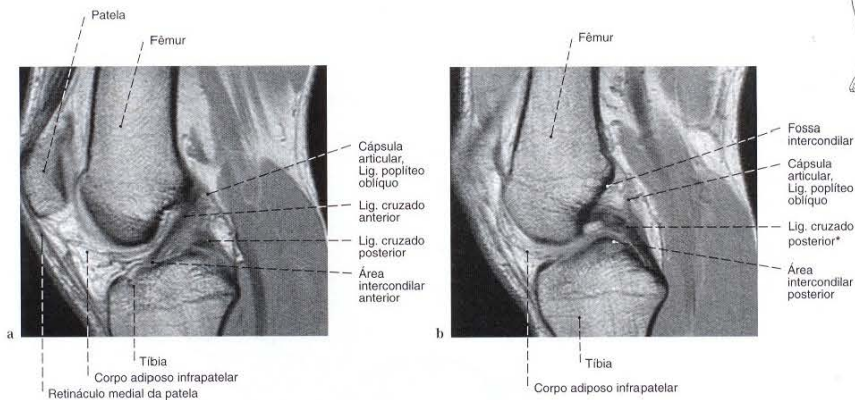 Patela
Fêmur
Cápsula
articular,
Lig. poplíteo
oblíquo
Lig. cruzado
anterior
Lig. cruzado
posterior
Área
intercondilar
anterior
a
Tíbia
Corpo adiposo infrapatelar
Retináculo medial da patela
Fêmur
Fossa
intercondilar
Cápsula
articular,
Lig. poplíteo
oblíquo
Lig. cruzado
posterior*
Área
intercondilar
posterior
b
Tíbia
Corpo adiposo infrapatelar